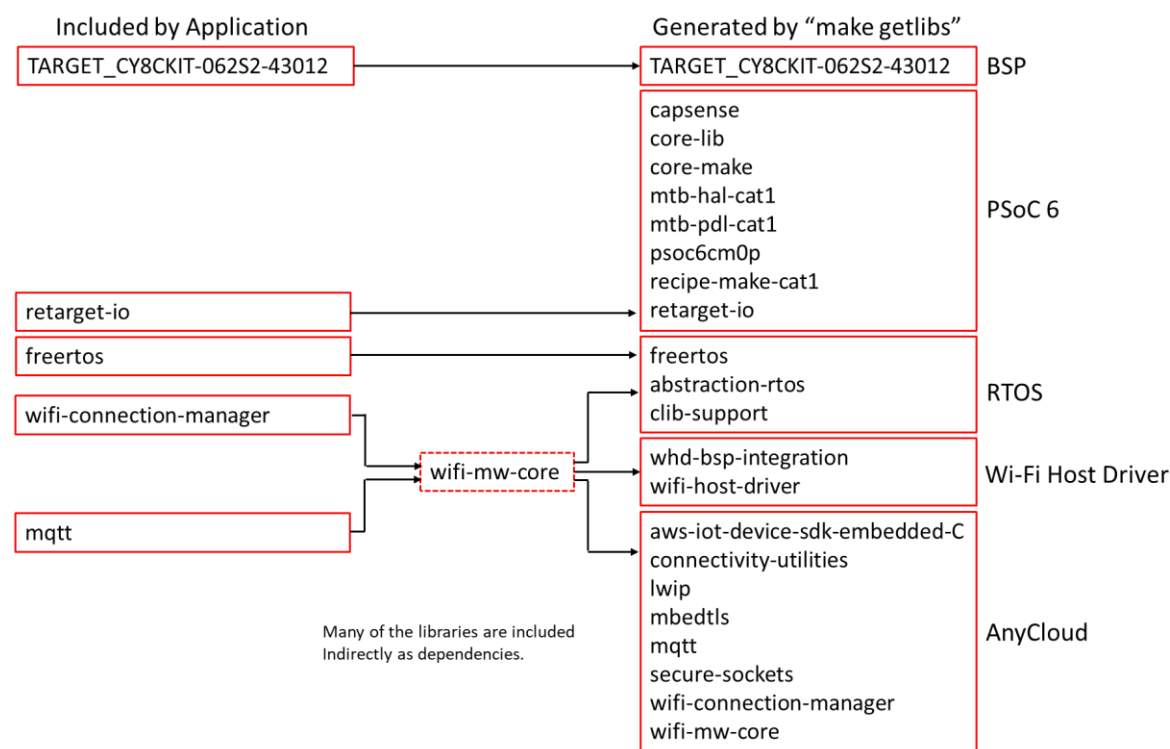 Included by Application
Generated by “make getlibs”
TARGET_CY8CKIT-062S2-43012
TARGET_CY8CKIT-062S2-43012
BSP
capsense
core-lib
core-make
mtb-hal-cat1
mtb-pdl-cat1
psoc6cm0p
recipe-make-cat1
retarget-io
PSoC 6
retarget-io
freertos
freertos
abstraction-rtos
clib-support
RTOS
wifi-connection-manager
wifi-mw-core
whd-bsp-integration
wifi-host-driver
Wi-Fi Host Driver
mqtt
aws-iot-device-sdk-embedded-C
connectivity-utilities
lwip
mbedtls
mqtt
secure-sockets
wifi-connection-manager
wifi-mw-core
AnyCloud
Many of the libraries are included
Indirectly as dependencies.